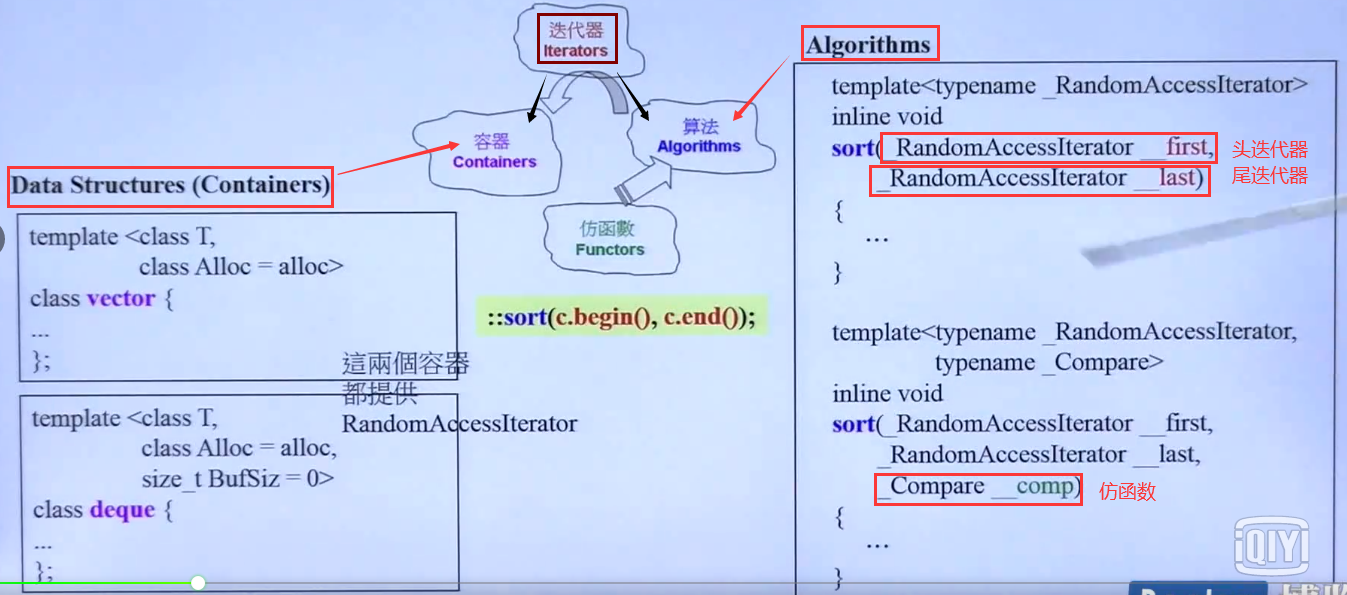 迭代器
Iterators
容器
Containers
算法
Algorithms
仿函數
Functors
Data Structures (Containers)
template <class T,
class Alloc = alloc>
class vector {
...
};
這兩個容器
都提供
RandomAccessIterator
template <class T,
class Alloc = alloc,
size_t BufSiz = 0>
class deque {
...
};
::sort(c.begin(), c.end());
Algorithms
template<typename _RandomAccessIterator>
inline void
sort(_RandomAccessIterator __first, 头迭代器
_RandomAccessIterator __last) 尾迭代器
{
...
}
template<typename _RandomAccessIterator,
typename _Compare>
inline void
sort(_RandomAccessIterator __first,
_RandomAccessIterator __last,
_Compare __comp) 仿函数
{
...
}
iQIYI